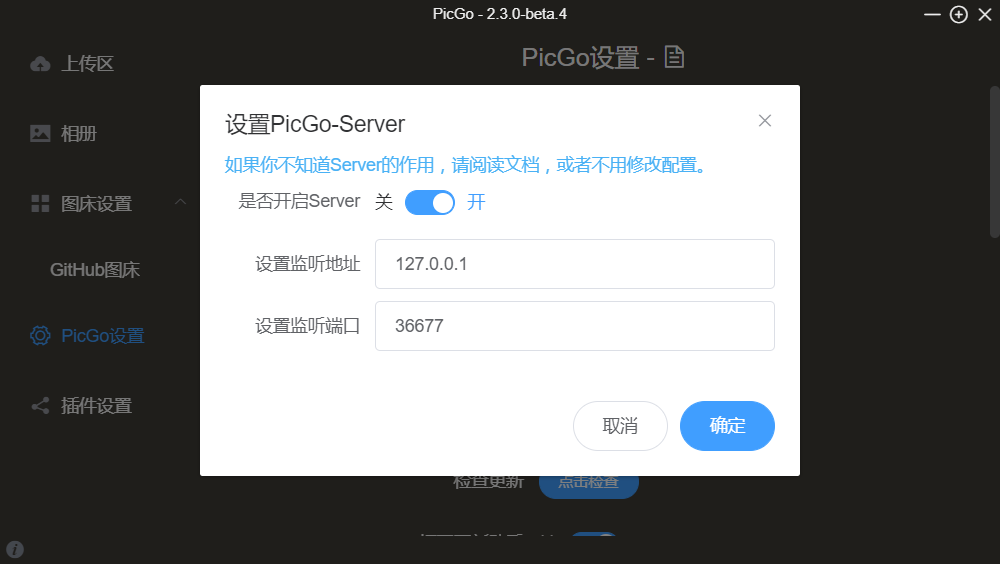 PicGo - 2.3.0-beta.4
上传区
相册
图床设置
GitHub图床
PicGo设置
插件设置
PicGo设置 -
设置PicGo-Server
如果你不知道Server的作用，请阅读文档，或者不用修改配置。
是否开启Server 关 开
设置监听地址 127.0.0.1
设置监听端口 36677
取消 确定
检查更新 点击检查